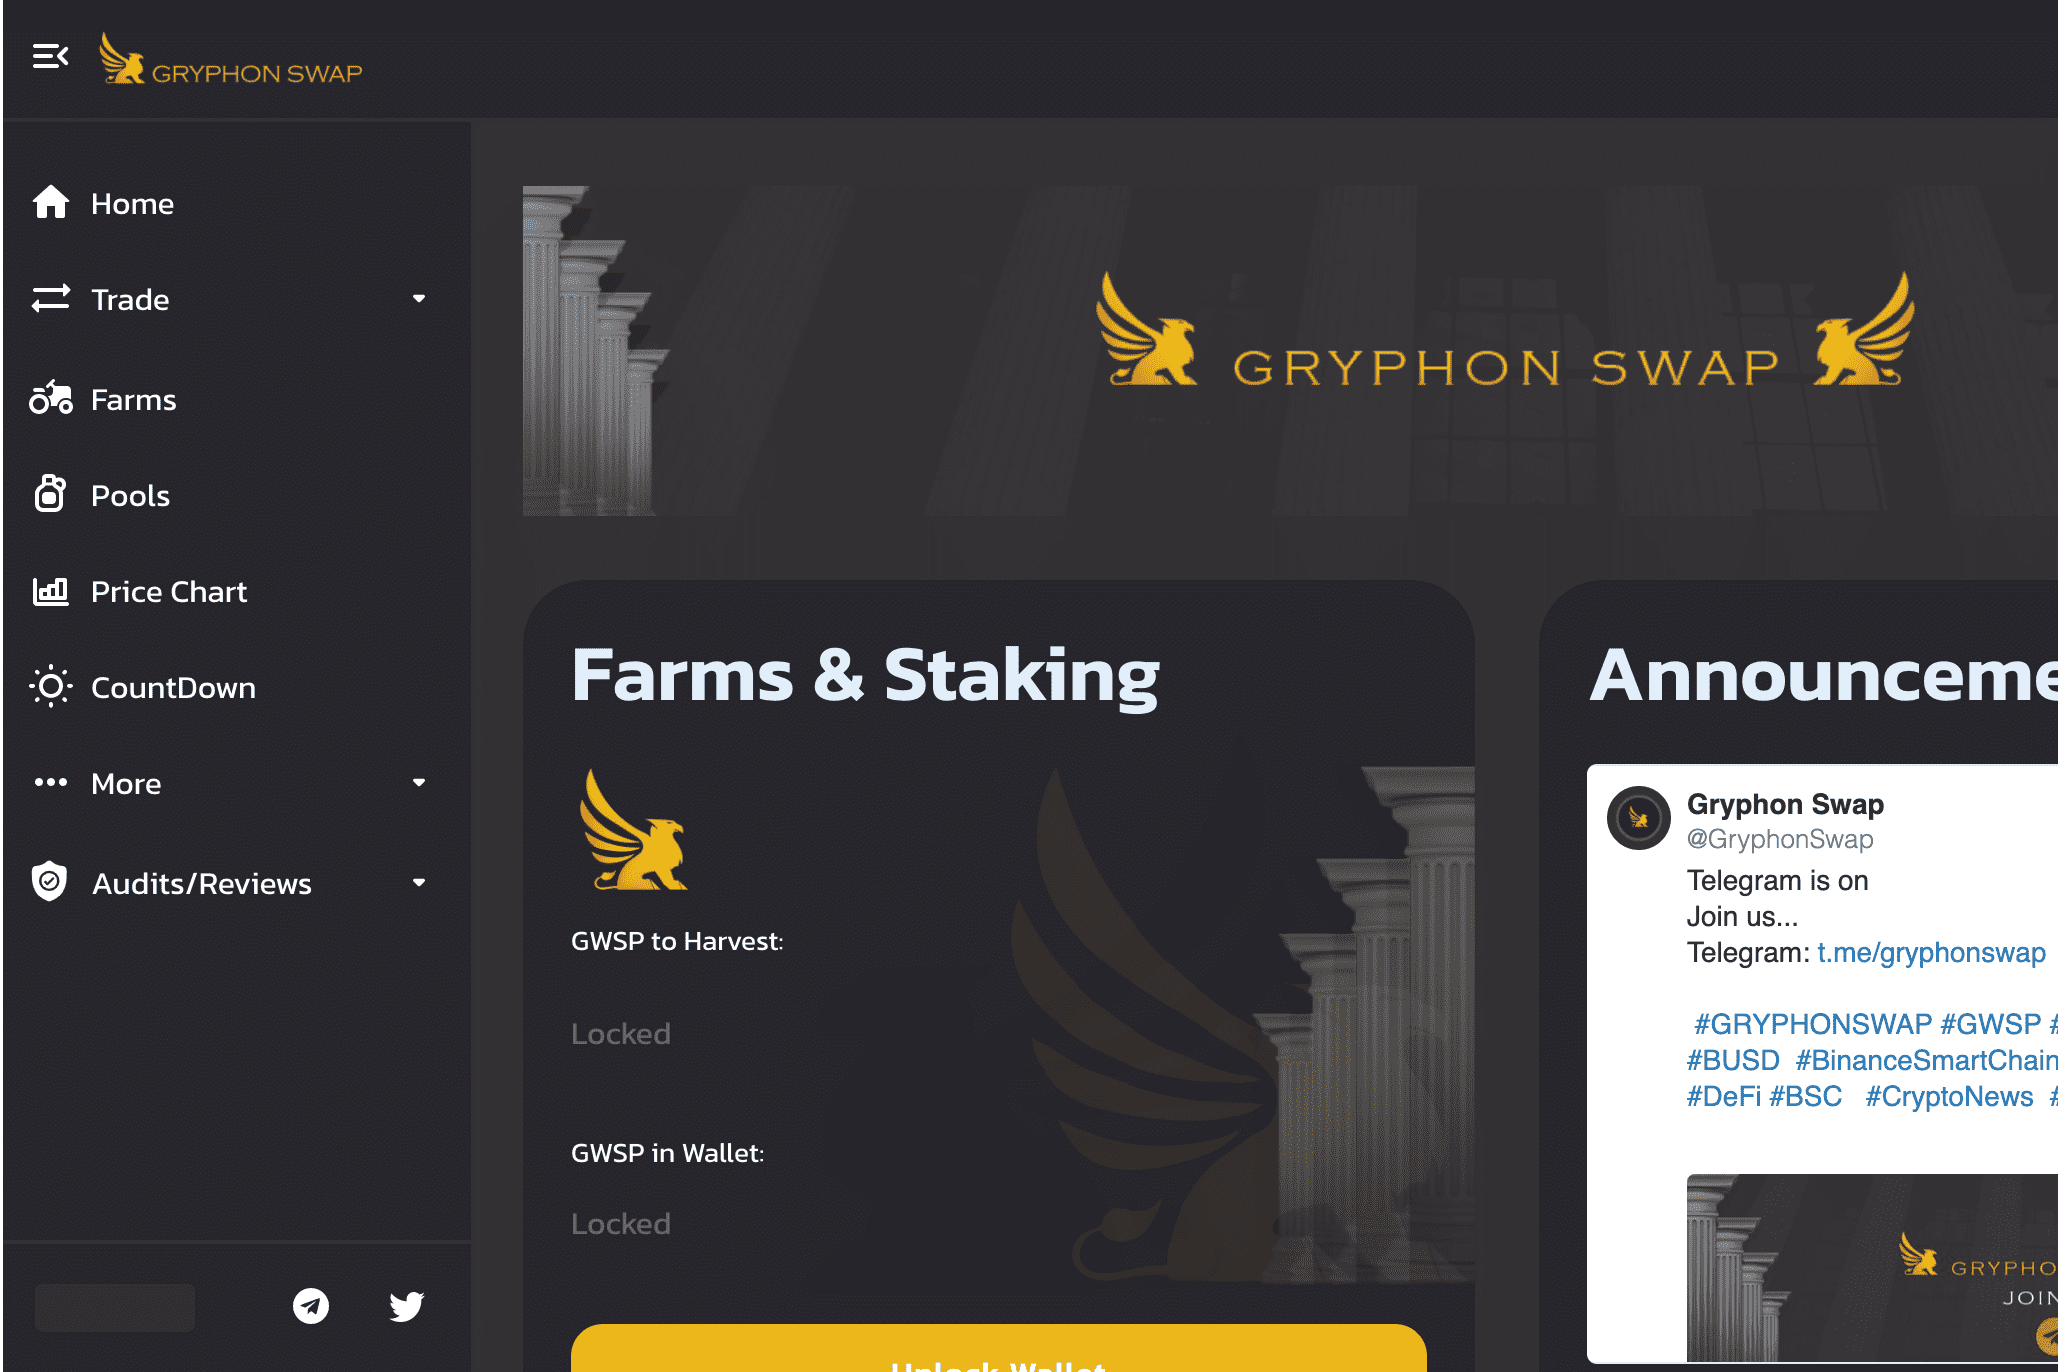 GRYPHON SWAP
Home
Trade
Farms
Pools
Price Chart
CountDown
More
Audits/Reviews
GRYPHON SWAP
Farms & Staking
GWSP to Harvest:
Locked
GWSP in Wallet:
Locked
Unlock Wallet
Announceme
Gryphon Swap
@GryphonSwap
Telegram is on
Join us...
Telegram: t.me/gryphonswap
#GRYPHONSWAP #GWSP #
#BUSD #BinanceSmartChain
#DeFi #BSC #CryptoNews #
GRYPHO
JOIN